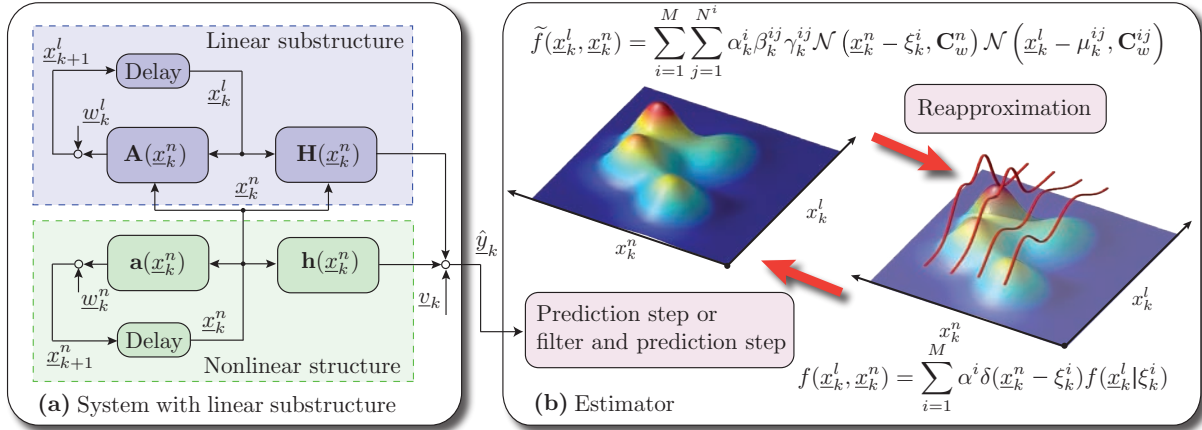 Linear substructure
x^l_{k+1}
Delay
x^l_k
w^l_k
A(x^n_k)
H(x^n_k)
x^n_k
a(x^n_k)
h(x^n_k)
ŷ_k
w^n_k
v_k
x^n_k
x^n_{k+1}
Delay
Nonlinear structure
(a) System with linear substructure
f̃(x^l_k, x^n_k) = ∑_{i=1}^{M} ∑_{j=1}^{N^i} α^i_k β^{ij}_k γ^{ij}_k 𝒩(x^n_k − ξ^i_k, C^n_w) 𝒩(x^l_k − μ^{ij}_k, C^{ij}_w)
Reapproximation
x^l_k
x^n_k
x^l_k
x^n_k
Prediction step or
filter and prediction step
f(x^l_k, x^n_k) = ∑_{i=1}^{M} α^i δ(x^n_k − ξ^i_k) f(x^l_k|ξ^i_k)
(b) Estimator